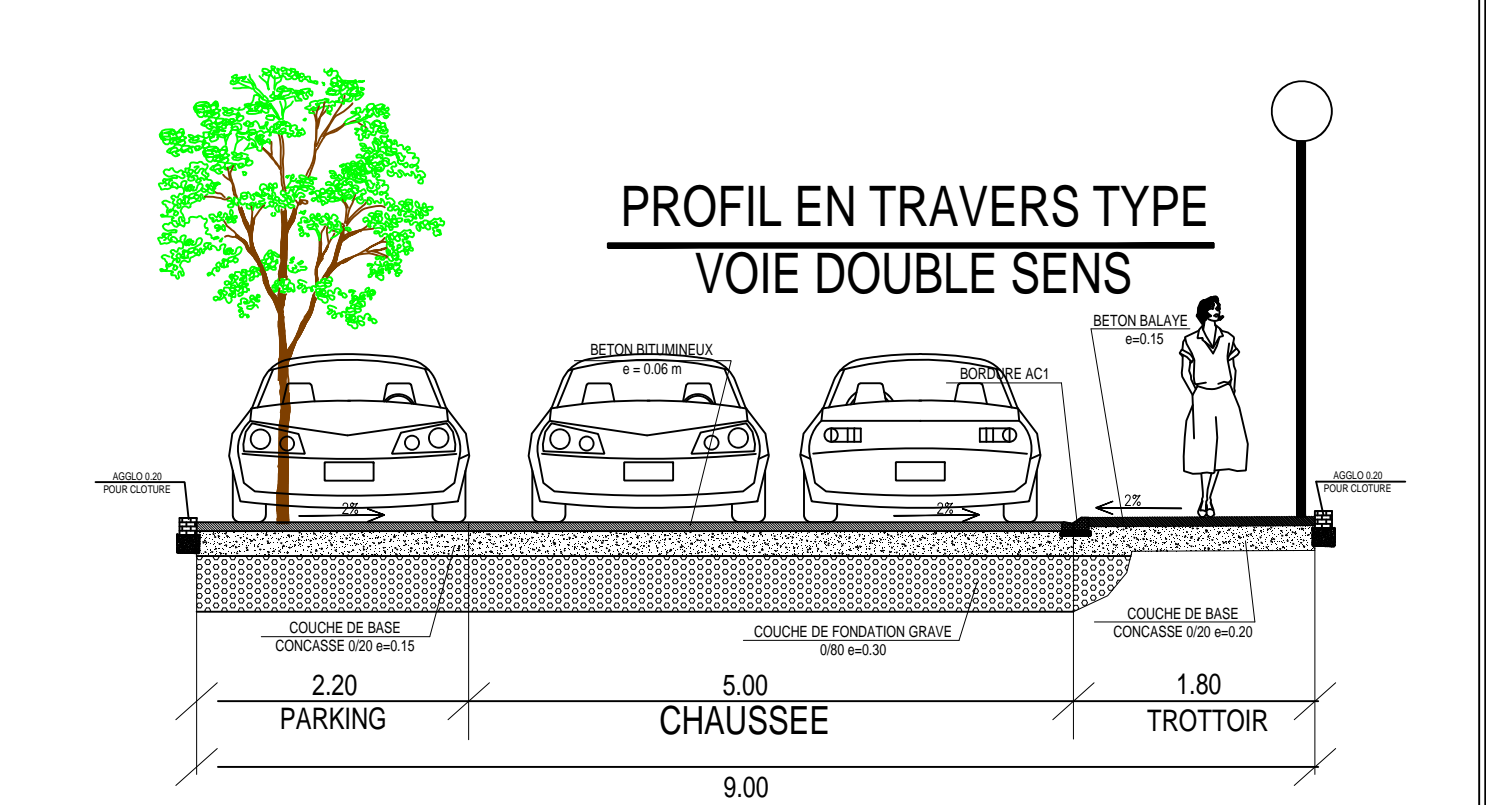 PROFIL EN TRAVERS TYPE
VOIE DOUBLE SENS
BETON BALAYE
e=0.15
BETON BITUMINEUX
e = 0.06 m
BORDURE AC1
AGGLO 0.20
POUR CLOTURE
AGGLO 0.20
POUR CLOTURE
2%
2%
2%
COUCHE DE BASE
CONCASSE 0/20 e=0.15
COUCHE DE FONDATION GRAVE
0/80 e=0.30
COUCHE DE BASE
CONCASSE 0/20 e=0.20
2.20
5.00
1.80
PARKING
CHAUSSEE
TROTTOIR
9.00